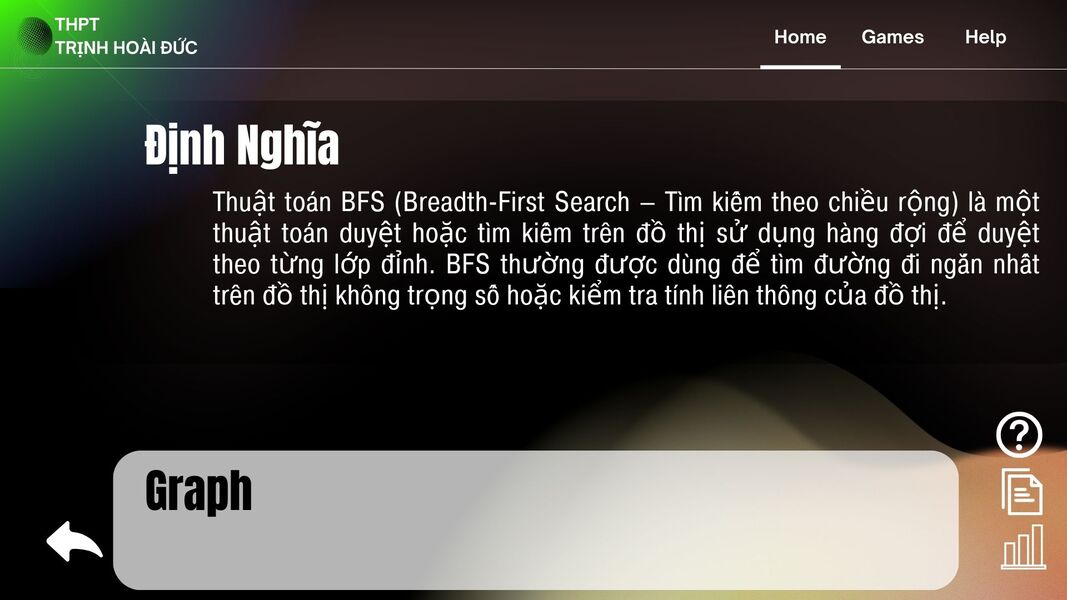 THPT
TRỊNH HOÀI ĐỨC
Home Games Help
Định Nghĩa
Thuật toán BFS (Breadth-First Search – Tìm kiếm theo chiều rộng) là một
thuật toán duyệt hoặc tìm kiếm trên đồ thị sử dụng hàng đợi để duyệt
theo từng lớp đỉnh. BFS thường được dùng để tìm đường đi ngắn nhất
trên đồ thị không trọng số hoặc kiểm tra tính liên thông của đồ thị.
Graph